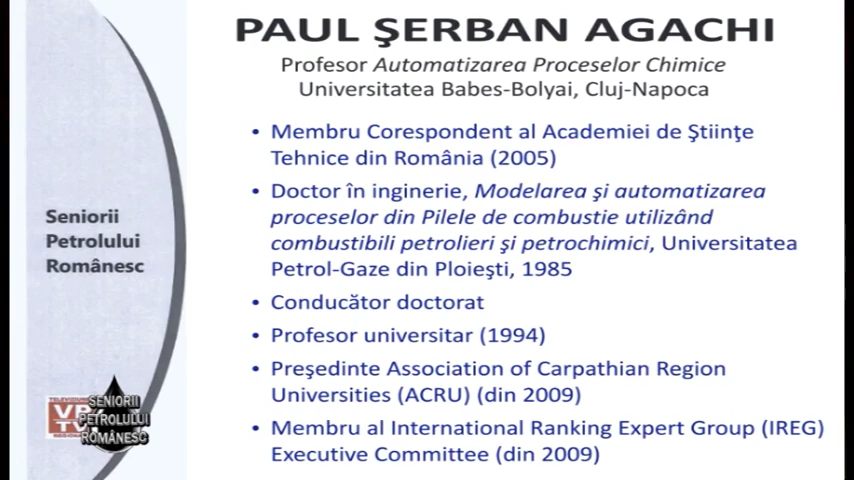 PAUL ŞERBAN AGACHI
Profesor Automatizarea Proceselor Chimice
Universitatea Babes-Bolyai, Cluj-Napoca
• Membru Corespondent al Academiei de Ştiinţe
Tehnice din România (2005)
• Doctor în inginerie, Modelarea şi automatizarea
proceselor din Pilele de combustie utilizând
combustibili petrolieri şi petrochimici, Universitatea
Petrol-Gaze din Ploieşti, 1985
• Conducător doctorat
• Profesor universitar (1994)
• Preşedinte Association of Carpathian Region
Universities (ACRU) (din 2009)
• Membru al International Ranking Expert Group (IREG)
Executive Committee (din 2009)
Seniorii
Petrolului
Românesc
SENIORII
PETROLULUI
ROMÂNESC